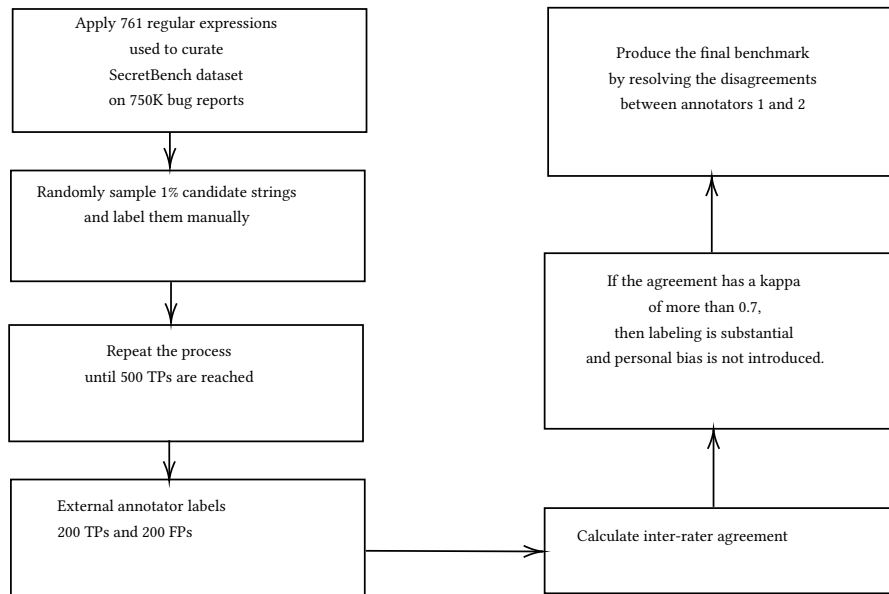 Apply 761 regular expressions
used to curate
SecretBench dataset
on 750K bug reports
Randomly sample 1% candidate strings
and label them manually
Repeat the process
until 500 TPs are reached
External annotator labels
200 TPs and 200 FPs
Calculate inter-rater agreement
If the agreement has a kappa
of more than 0.7,
then labeling is substantial
and personal bias is not introduced.
Produce the final benchmark
by resolving the disagreements
between annotators 1 and 2